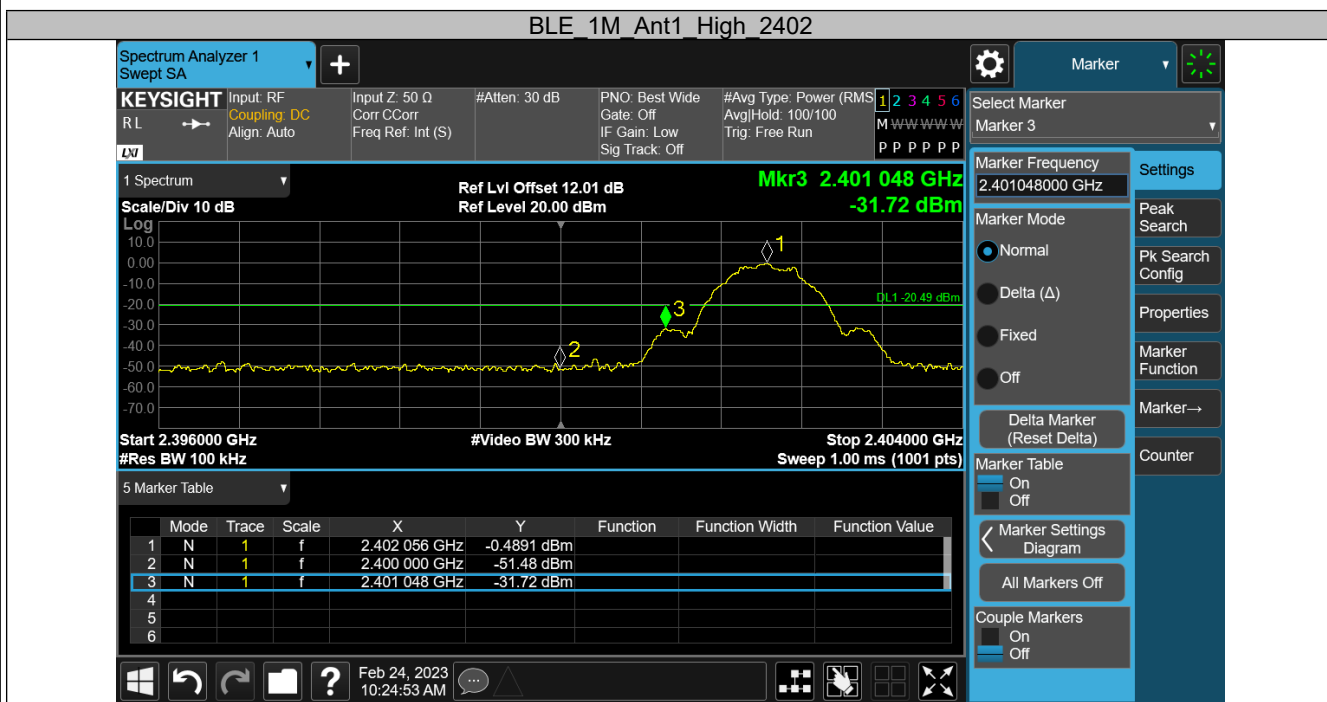 BLE_1M_Ant1_High_2402
Spectrum Analyzer 1
Swept SA
Marker
KEYSIGHT
RL
LXI
Input: RF
Coupling: DC
Align: Auto
Input Z: 50 Ω
Corr CCorr
Freq Ref: Int (S)
#Atten: 30 dB
PNO: Best Wide
Gate: Off
IF Gain: Low
Sig Track: Off
#Avg Type: Power (RMS
Avg|Hold: 100/100
Trig: Free Run
1 2 3 4 5 6
M W W W W W
P P P P P P
Select Marker
Marker 3
1 Spectrum
Scale/Div 10 dB
Ref Lvl Offset 12.01 dB
Ref Level 20.00 dBm
Mkr3 2.401 048 GHz
-31.72 dBm
Log
10.0
0.00
-10.0
-20.0
-30.0
-40.0
-50.0
-60.0
-70.0
1
2
3
DL1 -20.49 dBm
Start 2.396000 GHz
#Res BW 100 kHz
#Video BW 300 kHz
Stop 2.404000 GHz
Sweep 1.00 ms (1001 pts)
5 Marker Table
Mode Trace Scale X Y Function Function Width Function Value
1 N 1 f 2.402 056 GHz -0.4891 dBm
2 N 1 f 2.400 000 GHz -51.48 dBm
3 N 1 f 2.401 048 GHz -31.72 dBm
4
5
6
Marker Frequency
2.401048000 GHz
Marker Mode
Normal
Delta (Δ)
Fixed
Off
Delta Marker
(Reset Delta)
Marker Table
On
Off
Marker Settings
Diagram
All Markers Off
Couple Markers
On
Off
Settings
Peak
Search
Pk Search
Config
Properties
Marker
Function
Marker→
Counter
?
Feb 24, 2023
10:24:53 AM